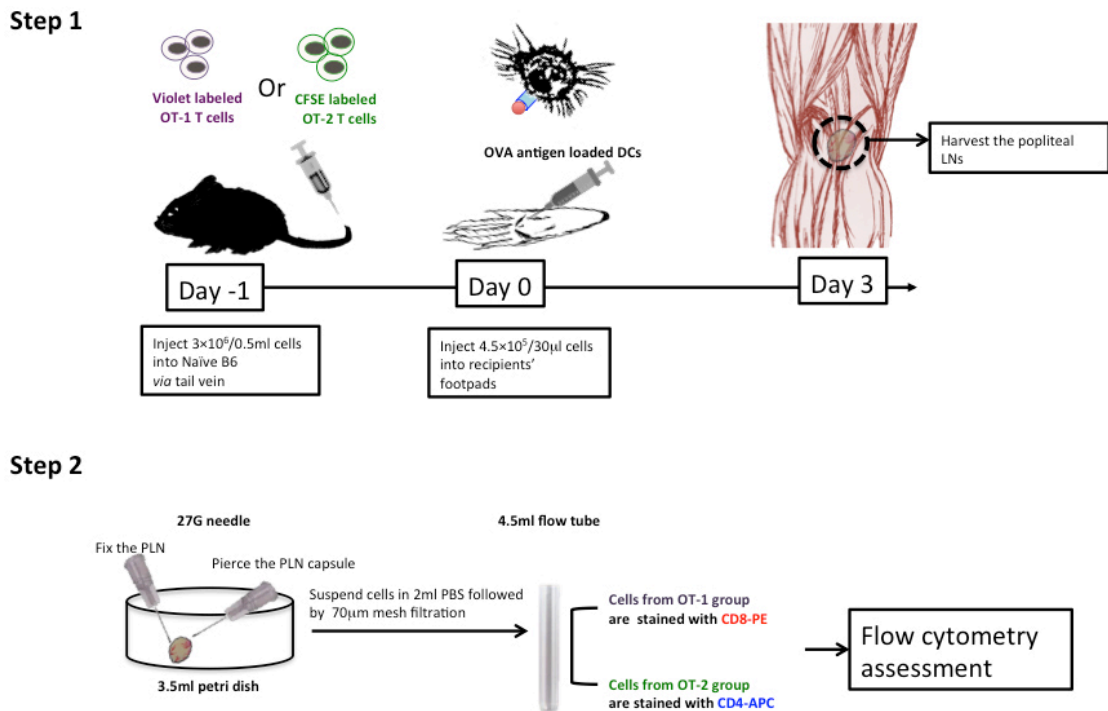 Step 1
Violet labeled
OT-1 T cells
Or
CFSE labeled
OT-2 T cells
OVA antigen loaded DCs
Harvest the popliteal
LNs
Day -1
Day 0
Day 3
Inject 3×10⁶/0.5ml cells
into Naïve B6
via tail vein
Inject 4.5×10⁵/30μl cells
into recipients’
footpads
Step 2
27G needle
4.5ml flow tube
Fix the PLN
Pierce the PLN capsule
Suspend cells in 2ml PBS followed
by 70μm mesh filtration
Cells from OT-1 group
are stained with CD8-PE
Flow cytometry
assessment
3.5ml petri dish
Cells from OT-2 group
are stained with CD4-APC